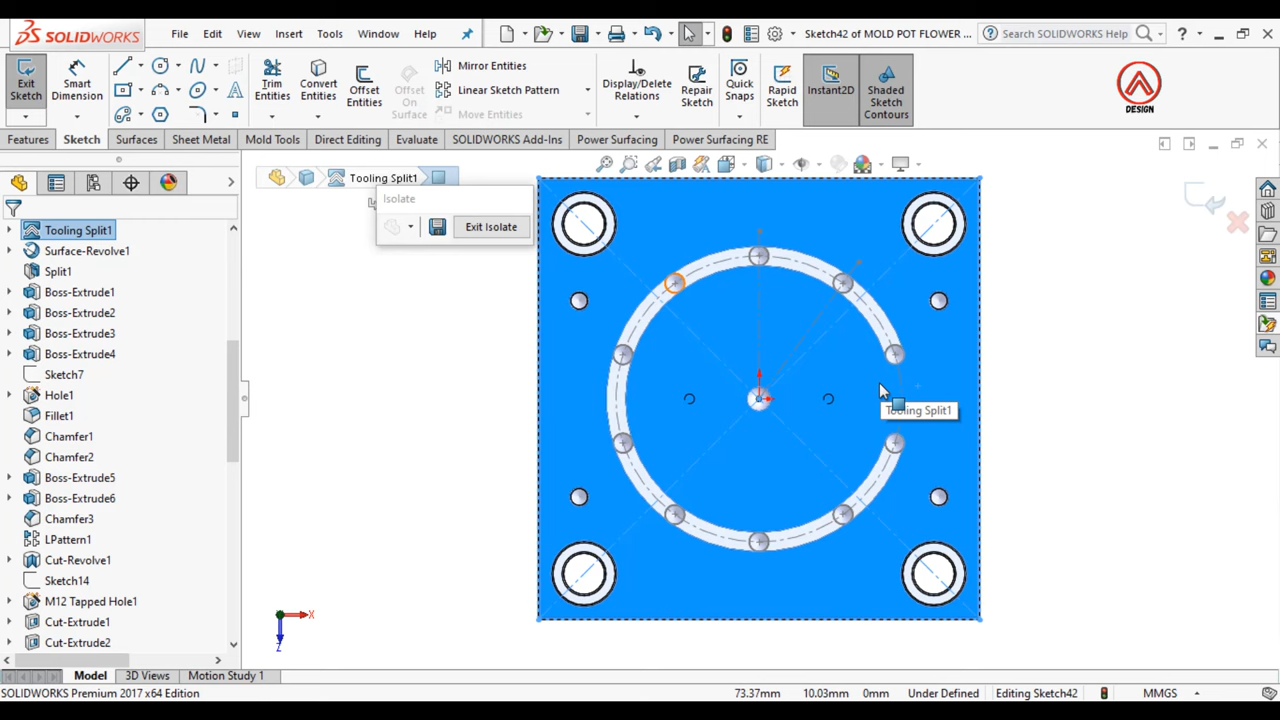 SOLIDWORKS
File Edit View Insert Tools Window Help
Sketch42 of MOLD POT FLOWER ...
Search SOLIDWORKS Help
Exit Sketch
Smart Dimension
Trim Entities
Convert Entities
Offset Entities
Offset On Surface
Mirror Entities
Linear Sketch Pattern
Move Entities
Display/Delete Relations
Repair Sketch
Quick Snaps
Rapid Sketch
Instant2D
Shaded Sketch Contours
DESIGN
Features Sketch Surfaces Sheet Metal Mold Tools Direct Editing Evaluate SOLIDWORKS Add-Ins Power Surfacing Power Surfacing RE
Tooling Split1
Isolate
Exit Isolate
Tooling Split1
Surface-Revolve1
Split1
Boss-Extrude1
Boss-Extrude2
Boss-Extrude3
Boss-Extrude4
Sketch7
Hole1
Fillet1
Chamfer1
Chamfer2
Boss-Extrude5
Boss-Extrude6
Chamfer3
LPattern1
Cut-Revolve1
Sketch14
M12 Tapped Hole1
Cut-Extrude1
Cut-Extrude2
Tooling Split1
X
Z
Model 3D Views Motion Study 1
SOLIDWORKS Premium 2017 x64 Edition
73.37mm 10.03mm 0mm Under Defined Editing Sketch42 MMGS